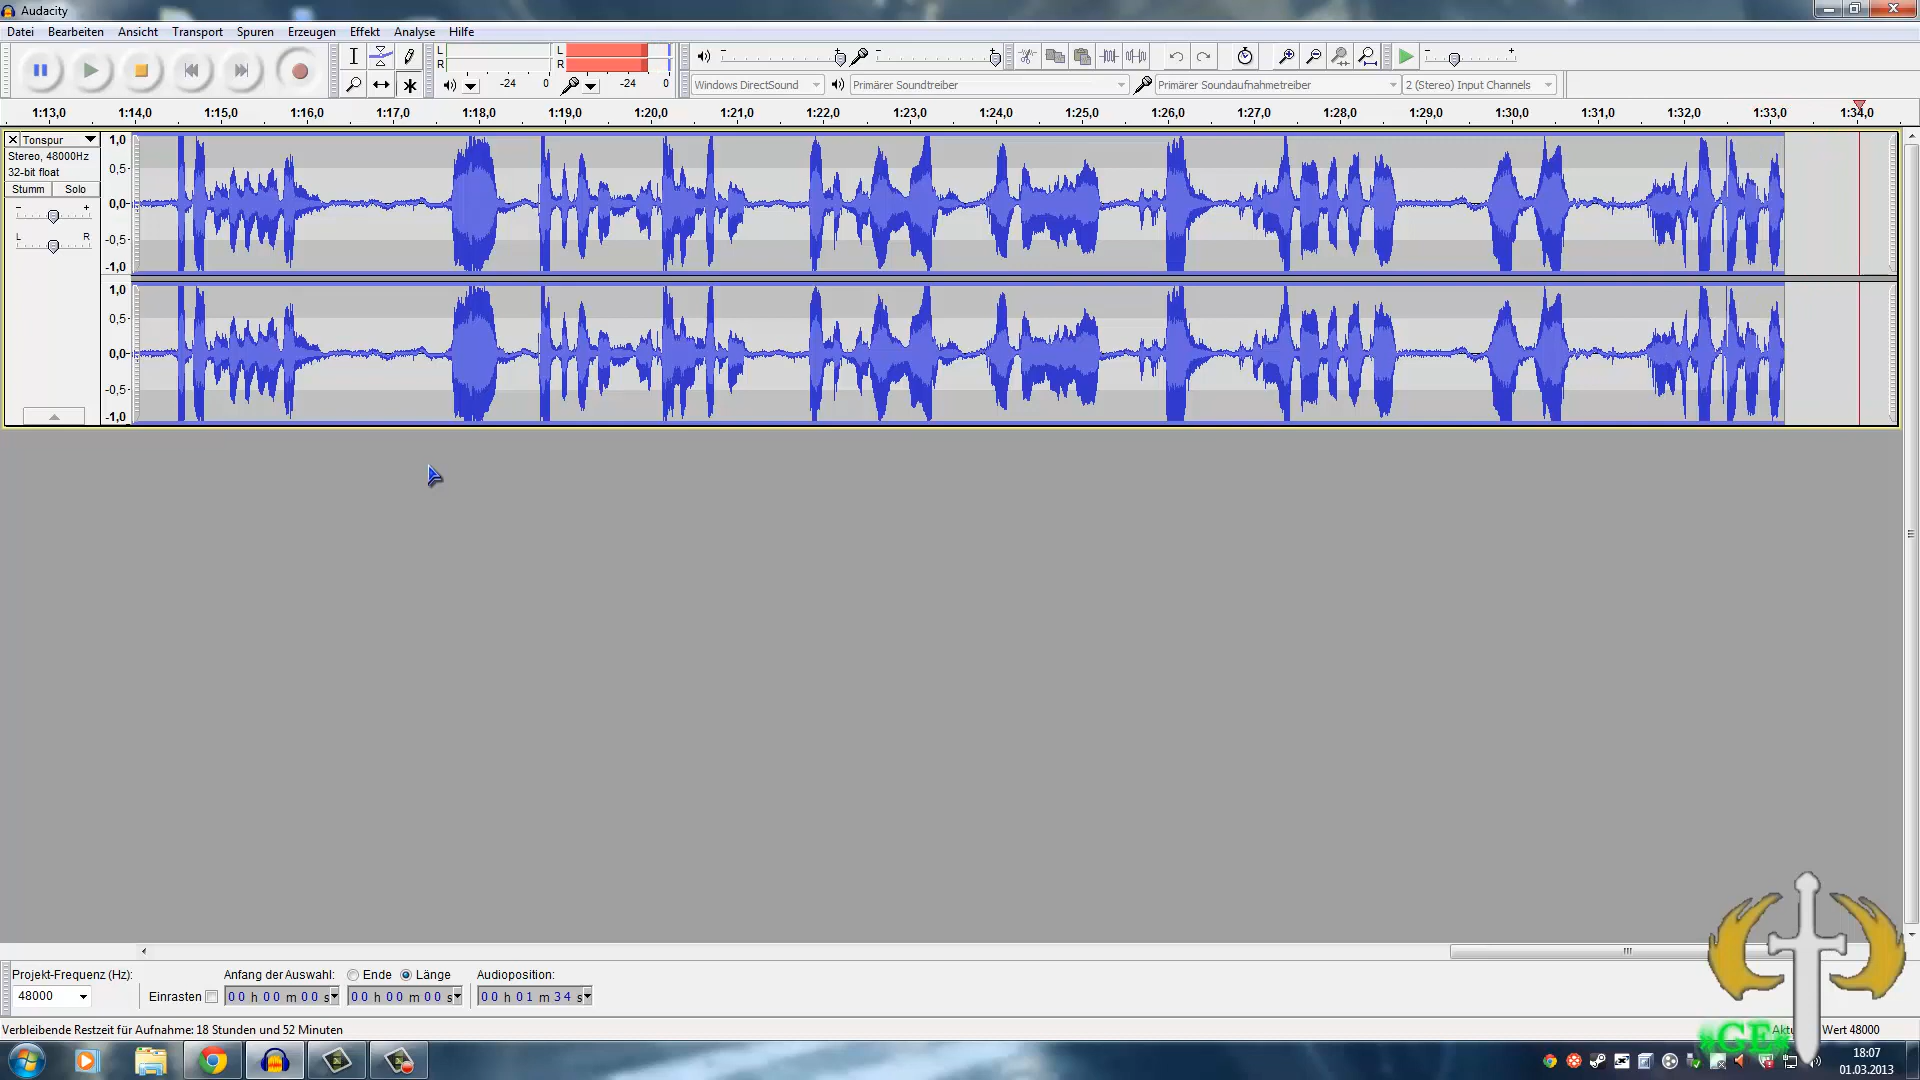 Audacity
Datei Bearbeiten Ansicht Transport Spuren Erzeugen Effekt Analyse Hilfe
L
R
-24 0
L
R
-24 0
Windows DirectSound
Primärer Soundtreiber
Primärer Soundaufnahmetreiber
2 (Stereo) Input Channels
1:13,0 1:14,0 1:15,0 1:16,0 1:17,0 1:18,0 1:19,0 1:20,0 1:21,0 1:22,0 1:23,0 1:24,0 1:25,0 1:26,0 1:27,0 1:28,0 1:29,0 1:30,0 1:31,0 1:32,0 1:33,0 1:34,0
Tonspur
Stereo, 48000Hz
32-bit float
Stumm Solo
- +
L R
1,0
0,5
0,0
-0,5
-1,0
1,0
0,5
0,0
-0,5
-1,0
Projekt-Frequenz (Hz):
48000
Einrasten
Anfang der Auswahl:
00 h 00 m 00 s
Ende Länge
00 h 00 m 00 s
Audioposition:
00 h 01 m 34 s
Verbleibende Restzeit für Aufnahme: 18 Stunden und 52 Minuten
Wert 48000
*GE*
18:07
01.03.2013